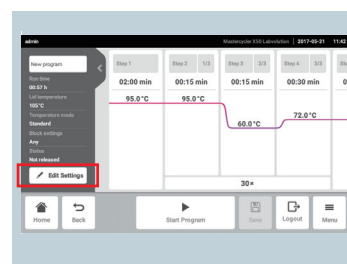 admin Mastercycler X50 Labvolution 2017-05-21 11:42
New program
Run time
00:57 h
Lid temperature
105°C
Temperature mode
Standard
Block settings
Any
Status
Not released
Edit Settings
Step 1 Step 2 1/3 Step 3 3/3 Step 4 3/3
02:00 min 00:15 min 00:15 min 00:30 min
95.0°C 95.0°C 60.0°C 72.0°C
30×
Home Back Start Program Save Logout Menu